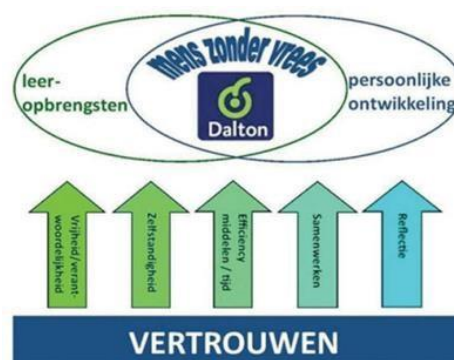 mens zonder vrees
leer-
opbrengsten
persoonlijke
ontwikkeling
Dalton
Vrijheid/verant-
woordelijkheid
Zelfstandigheid
Efficiency
middelen / tijd
Samenwerken
Reflectie
VERTROUWEN